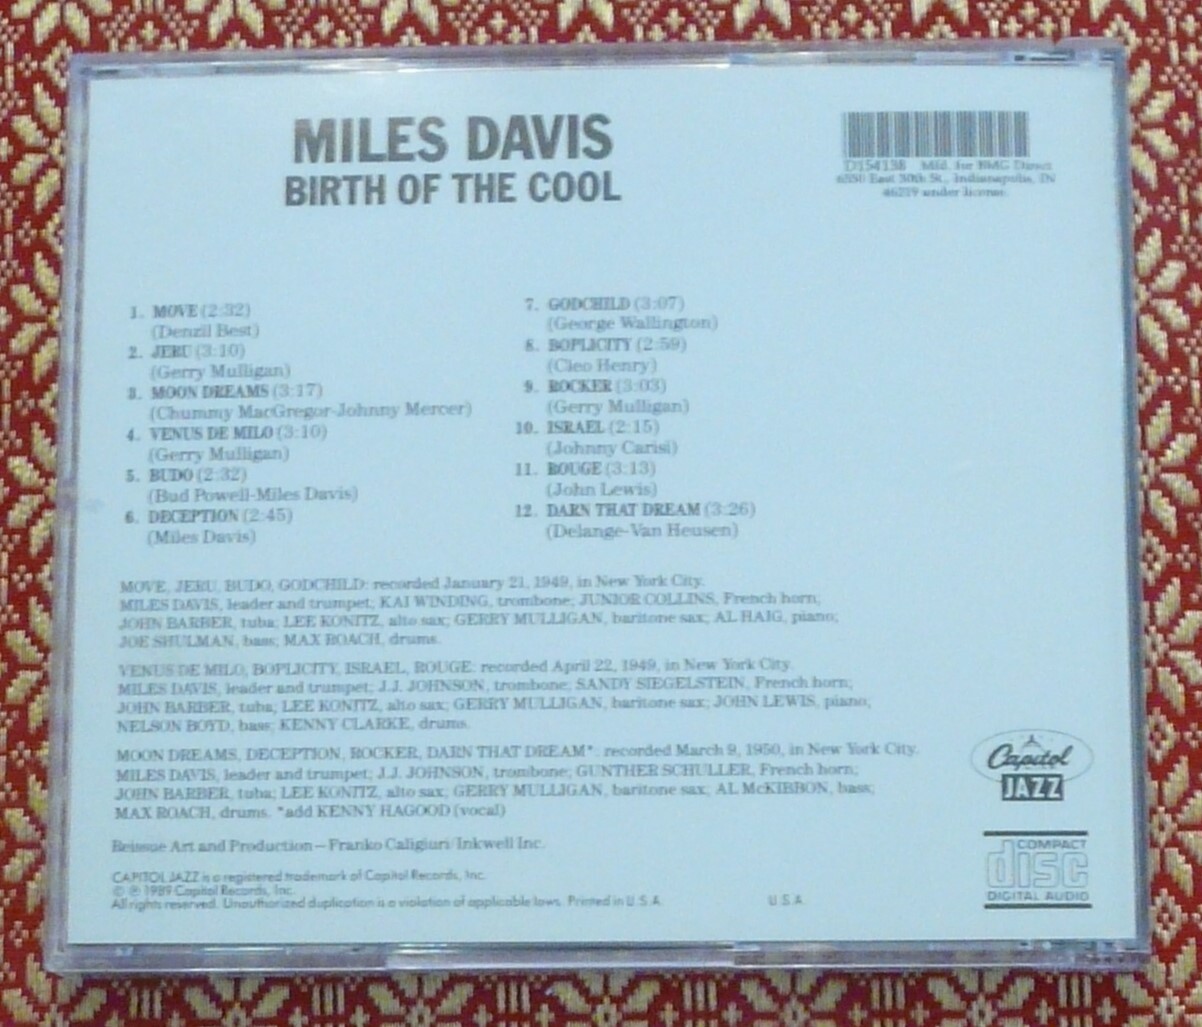 MILES DAVIS
BIRTH OF THE COOL
D154138 Mfd. for BMG Direct
6550 East 30th St., Indianapolis, IN
46219 under license.
1. MOVE (2:32)
(Denzil Best)
2. JERU (3:10)
(Gerry Mulligan)
3. MOON DREAMS (3:17)
(Chummy MacGregor-Johnny Mercer)
4. VENUS DE MILO (3:10)
(Gerry Mulligan)
5. BUDO (2:32)
(Bud Powell-Miles Davis)
6. DECEPTION (2:45)
(Miles Davis)
7. GODCHILD (3:07)
(George Wallington)
8. BOPLICITY (2:59)
(Cleo Henry)
9. ROCKER (3:03)
(Gerry Mulligan)
10. ISRAEL (2:15)
(Johnny Carisi)
11. ROUGE (3:13)
(John Lewis)
12. DARN THAT DREAM (3:26)
(Delange-Van Heusen)
MOVE, JERU, BUDO, GODCHILD: recorded January 21, 1949, in New York City.
MILES DAVIS, leader and trumpet; KAI WINDING, trombone; JUNIOR COLLINS, French horn;
JOHN BARBER, tuba; LEE KONITZ, alto sax; GERRY MULLIGAN, baritone sax; AL HAIG, piano;
JOE SHULMAN, bass; MAX ROACH, drums.
VENUS DE MILO, BOPLICITY, ISRAEL, ROUGE: recorded April 22, 1949, in New York City.
MILES DAVIS, leader and trumpet; J.J. JOHNSON, trombone; SANDY SIEGELSTEIN, French horn;
JOHN BARBER, tuba; LEE KONITZ, alto sax; GERRY MULLIGAN, baritone sax; JOHN LEWIS, piano;
NELSON BOYD, bass; KENNY CLARKE, drums.
MOON DREAMS, DECEPTION, ROCKER, DARN THAT DREAM*: recorded March 9, 1950, in New York City.
MILES DAVIS, leader and trumpet; J.J. JOHNSON, trombone; GUNTHER SCHULLER, French horn;
JOHN BARBER, tuba; LEE KONITZ, alto sax; GERRY MULLIGAN, baritone sax; AL McKIBBON, bass;
MAX ROACH, drums. *add KENNY HAGOOD (vocal)
Reissue Art and Production—Franko Caligiuri/Inkwell Inc.
CAPITOL JAZZ is a registered trademark of Capitol Records, Inc.
© ℗ 1989 Capitol Records, Inc.
All rights reserved. Unauthorized duplication is a violation of applicable laws. Printed in U.S.A.
U.S.A.
Capitol
JAZZ
COMPACT
disc
DIGITAL AUDIO